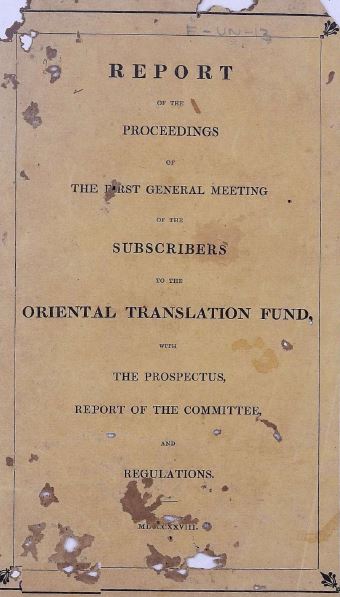 E-UN-13
REPORT
OF THE
PROCEEDINGS
OF
THE FIRST GENERAL MEETING
OF THE
SUBSCRIBERS
TO THE
ORIENTAL TRANSLATION FUND,
WITH
THE PROSPECTUS,
REPORT OF THE COMMITTEE,
AND
REGULATIONS.
MDCCCXXVIII.